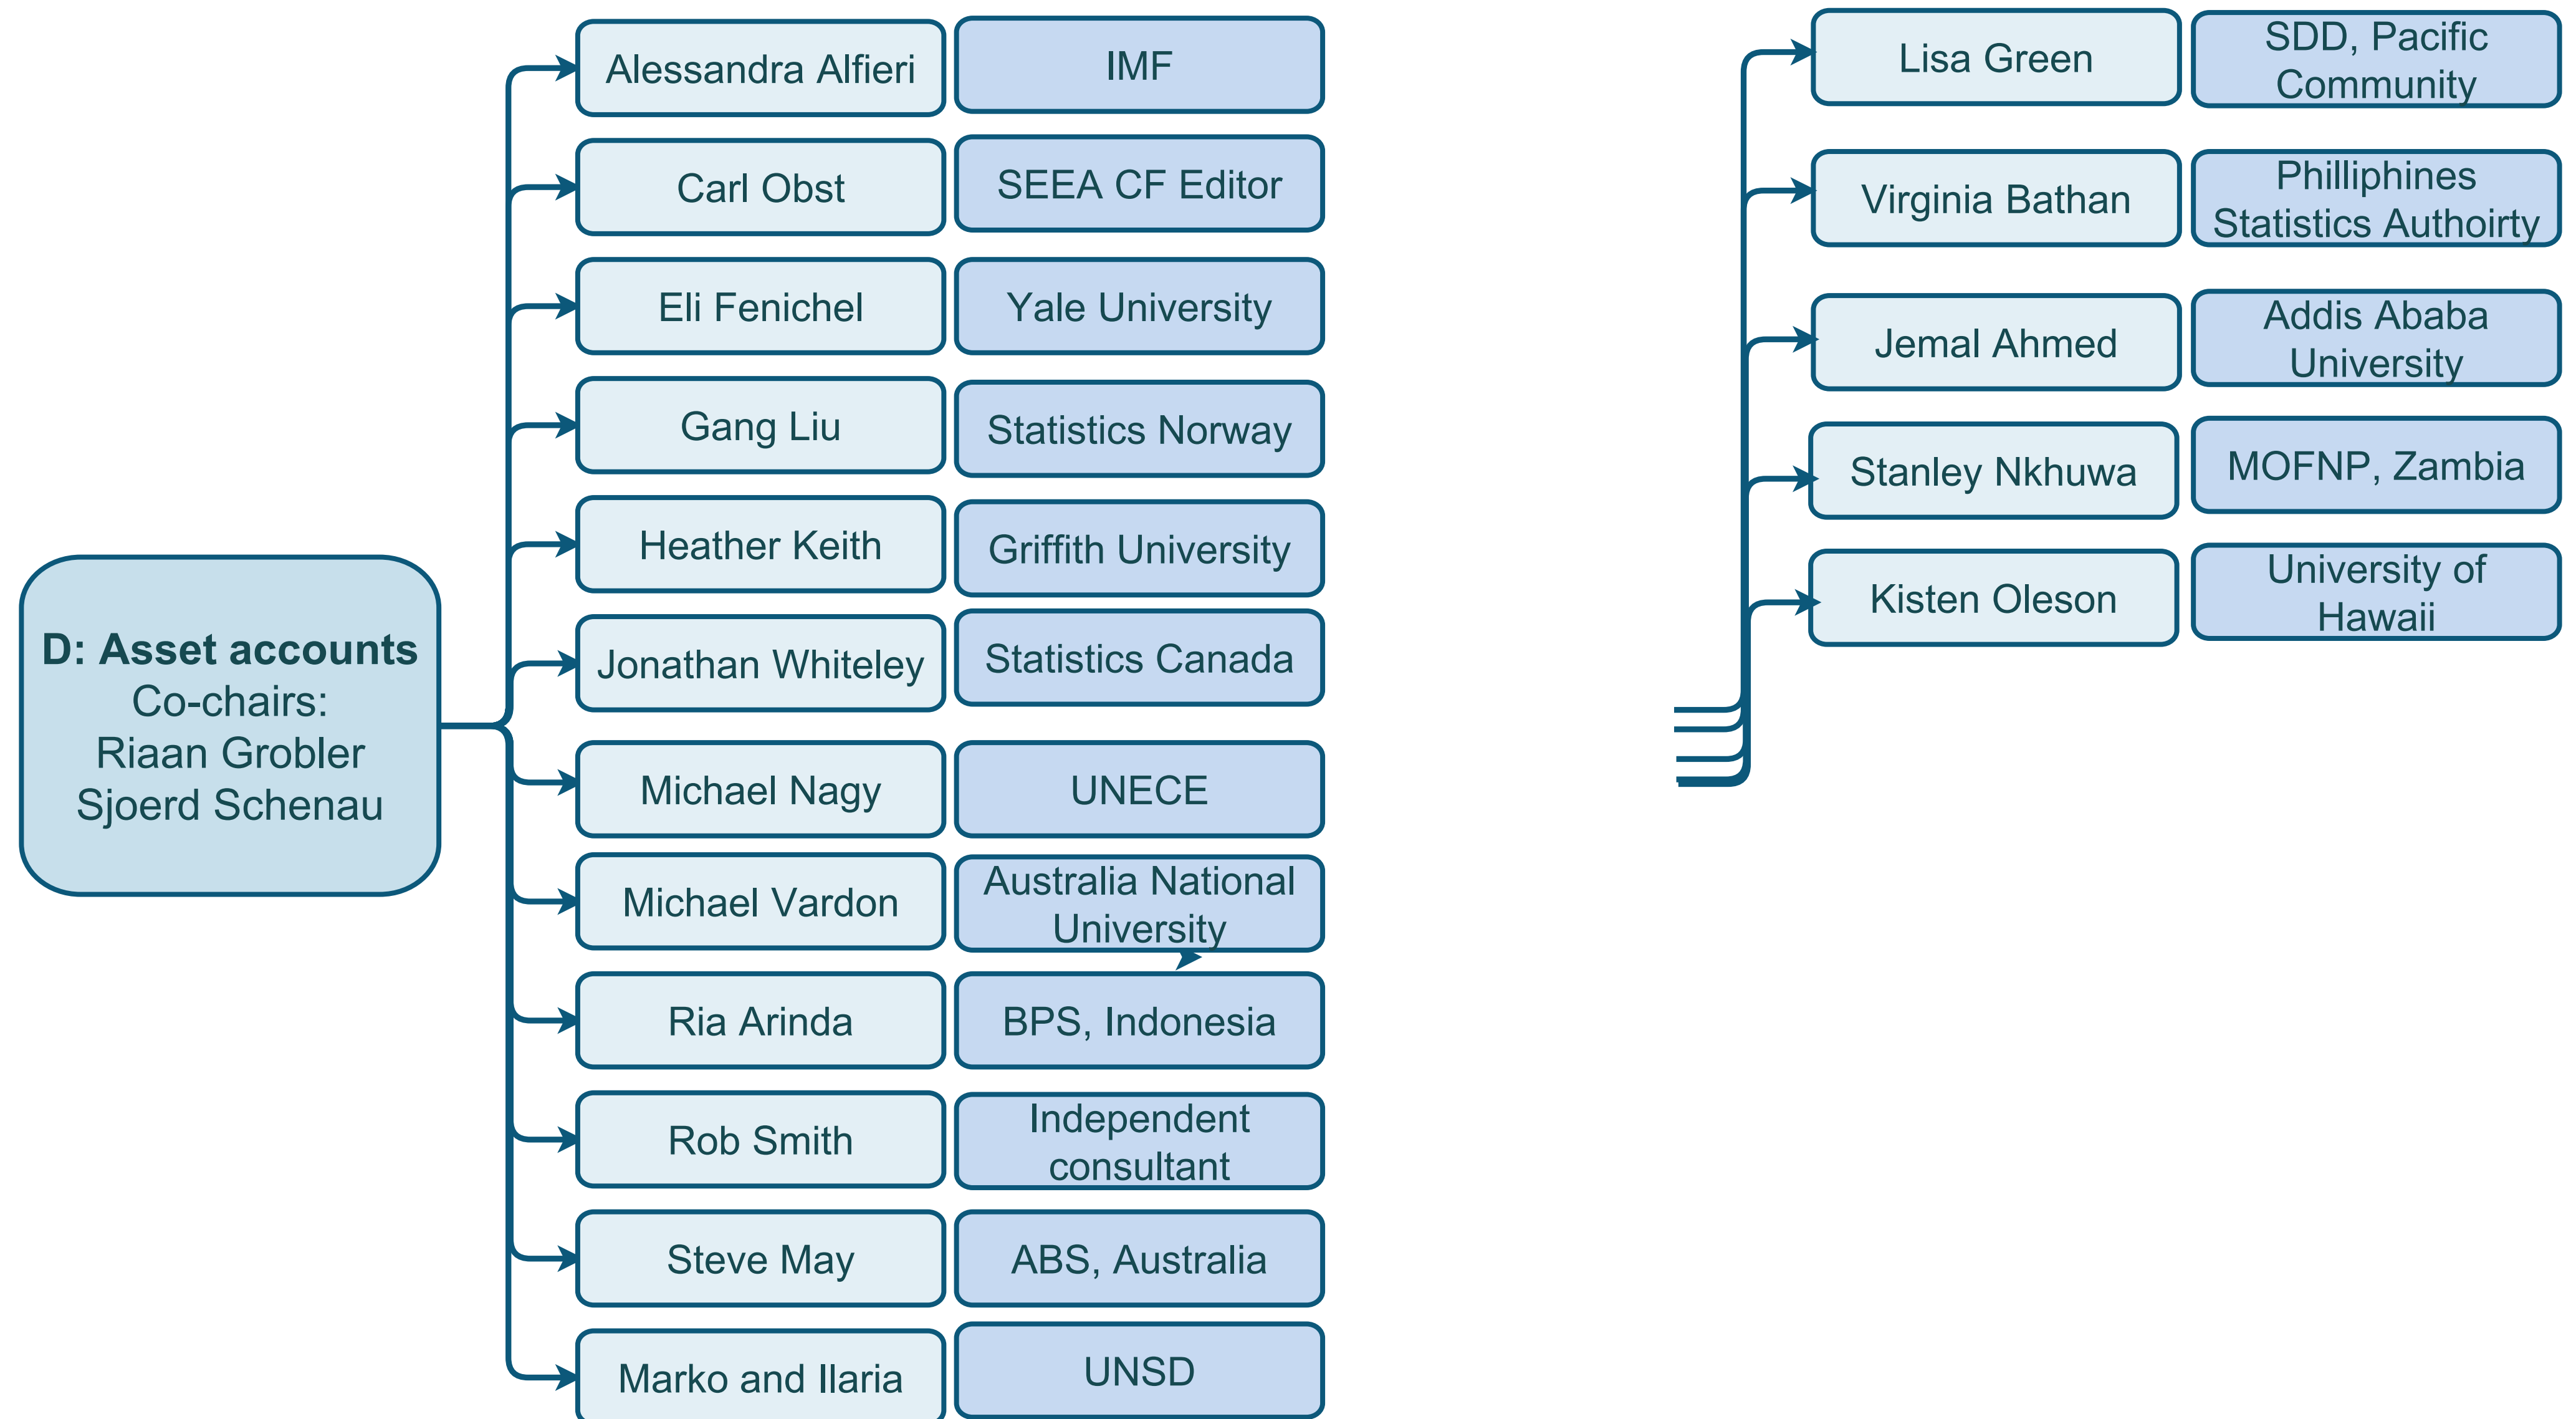 D: Asset accounts
Co-chairs:
Riaan Grobler
Sjoerd Schenau
Alessandra Alfieri
IMF
Carl Obst
SEEA CF Editor
Eli Fenichel
Yale University
Gang Liu
Statistics Norway
Heather Keith
Griffith University
Jonathan Whiteley
Statistics Canada
Michael Nagy
UNECE
Michael Vardon
Australia National
University
Ria Arinda
BPS, Indonesia
Rob Smith
Independent
consultant
Steve May
ABS, Australia
Marko and Ilaria
UNSD
Lisa Green
SDD, Pacific
Community
Virginia Bathan
Philliphines
Statistics Authoirty
Jemal Ahmed
Addis Ababa
University
Stanley Nkhuwa
MOFNP, Zambia
Kisten Oleson
University of
Hawaii